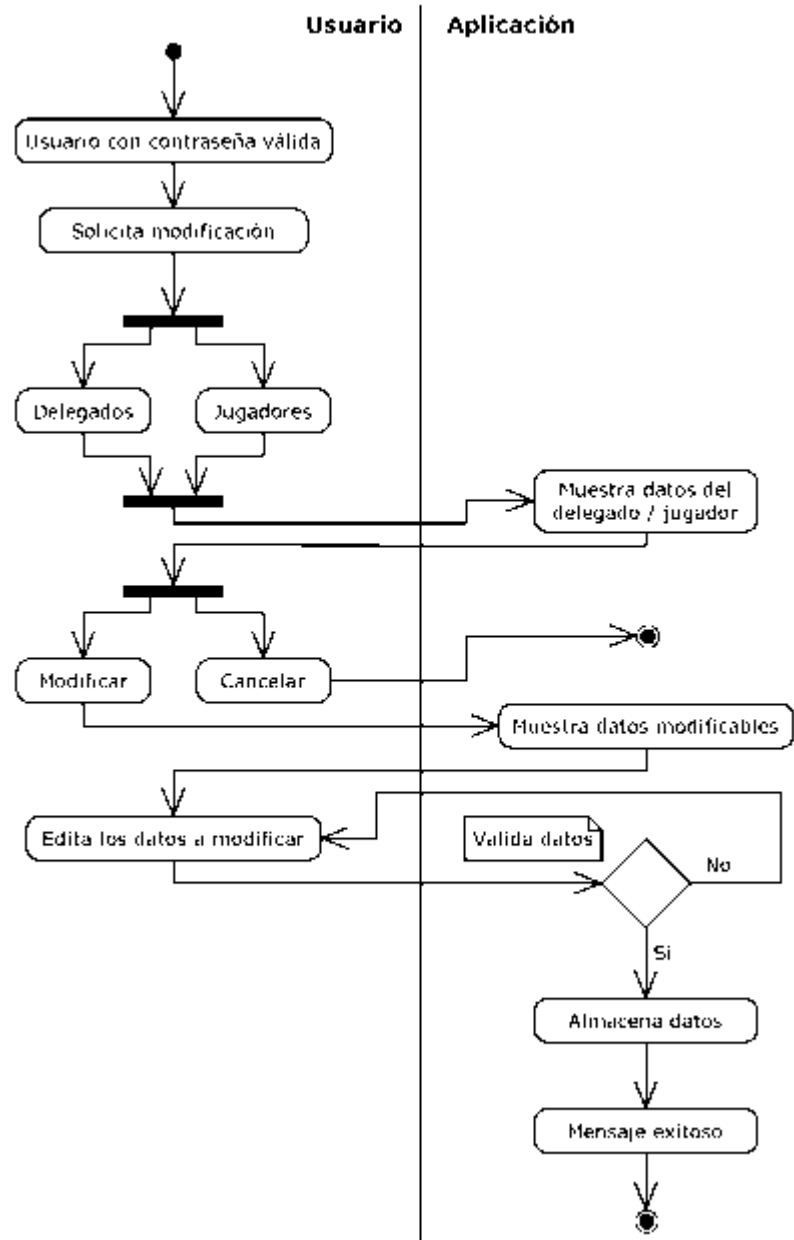 Usuario
Aplicación
Usuario con contraseña válida
Solicita modificación
Delegados
Jugadores
Muestra datos del
delegado / jugador
Modificar
Cancelar
Muestra datos modificables
Edita los datos a modificar
Valida datos
No
Si
Almacena datos
Mensaje exitoso